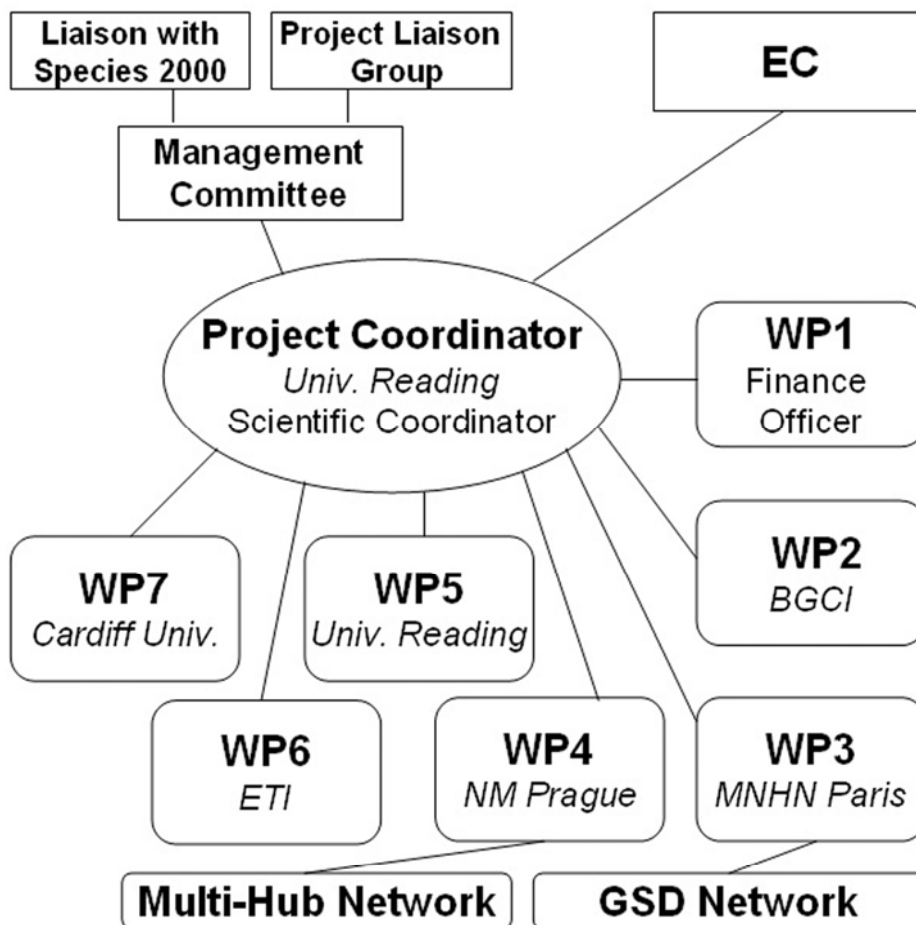 Liaison with
Species 2000
Project Liaison
Group
EC
Management
Committee
Project Coordinator
Univ. Reading
Scientific Coordinator
WP1
Finance
Officer
WP2
BGCI
WP7
Cardiff Univ.
WP5
Univ. Reading
WP6
ETI
WP4
NM Prague
WP3
MNHN Paris
Multi-Hub Network
GSD Network